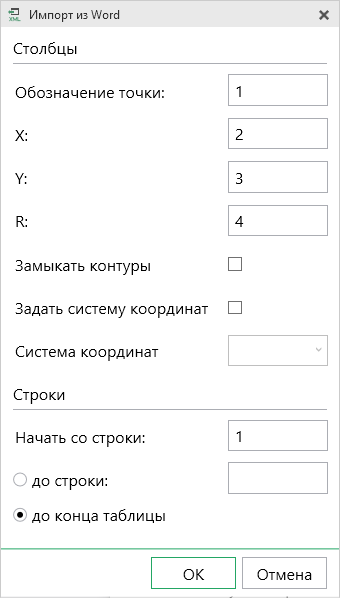 XML Импорт из Word
Столбцы
Обозначение точки: 1
X: 2
Y: 3
R: 4
Замыкать контуры
Задать систему координат
Система координат
Строки
Начать со строки: 1
до строки:
до конца таблицы
ОК Отмена